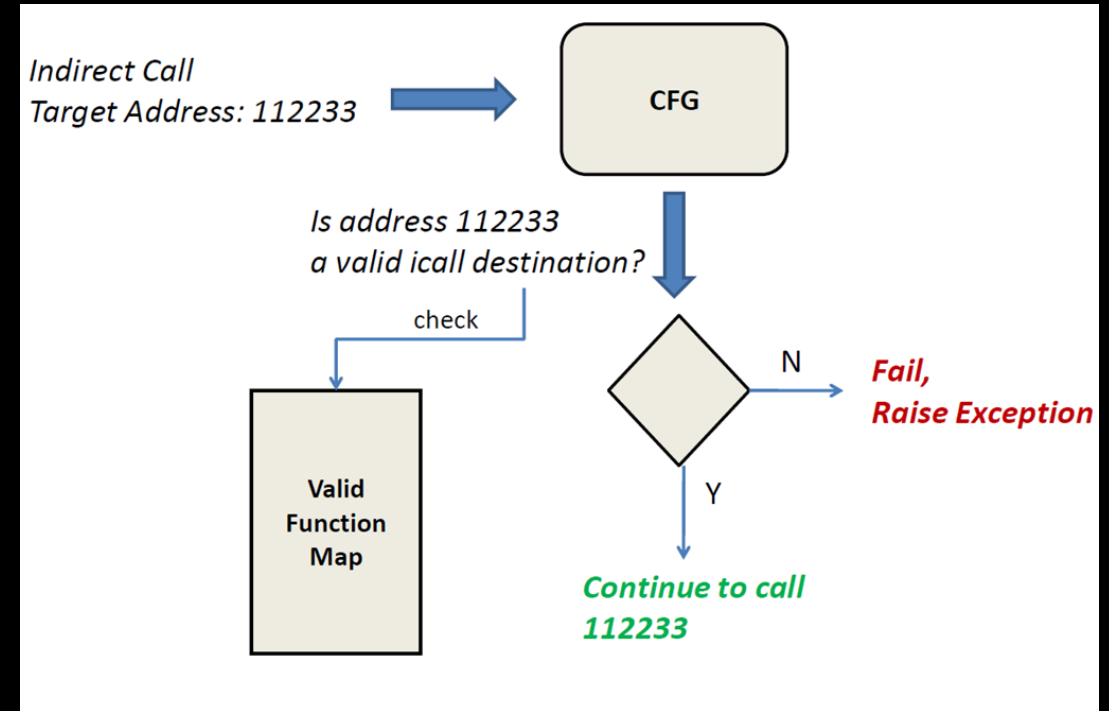 Indirect Call
Target Address: 112233
CFG
Is address 112233
a valid icall destination?
check
N
Fail,
Raise Exception
Valid
Function
Map
Y
Continue to call
112233